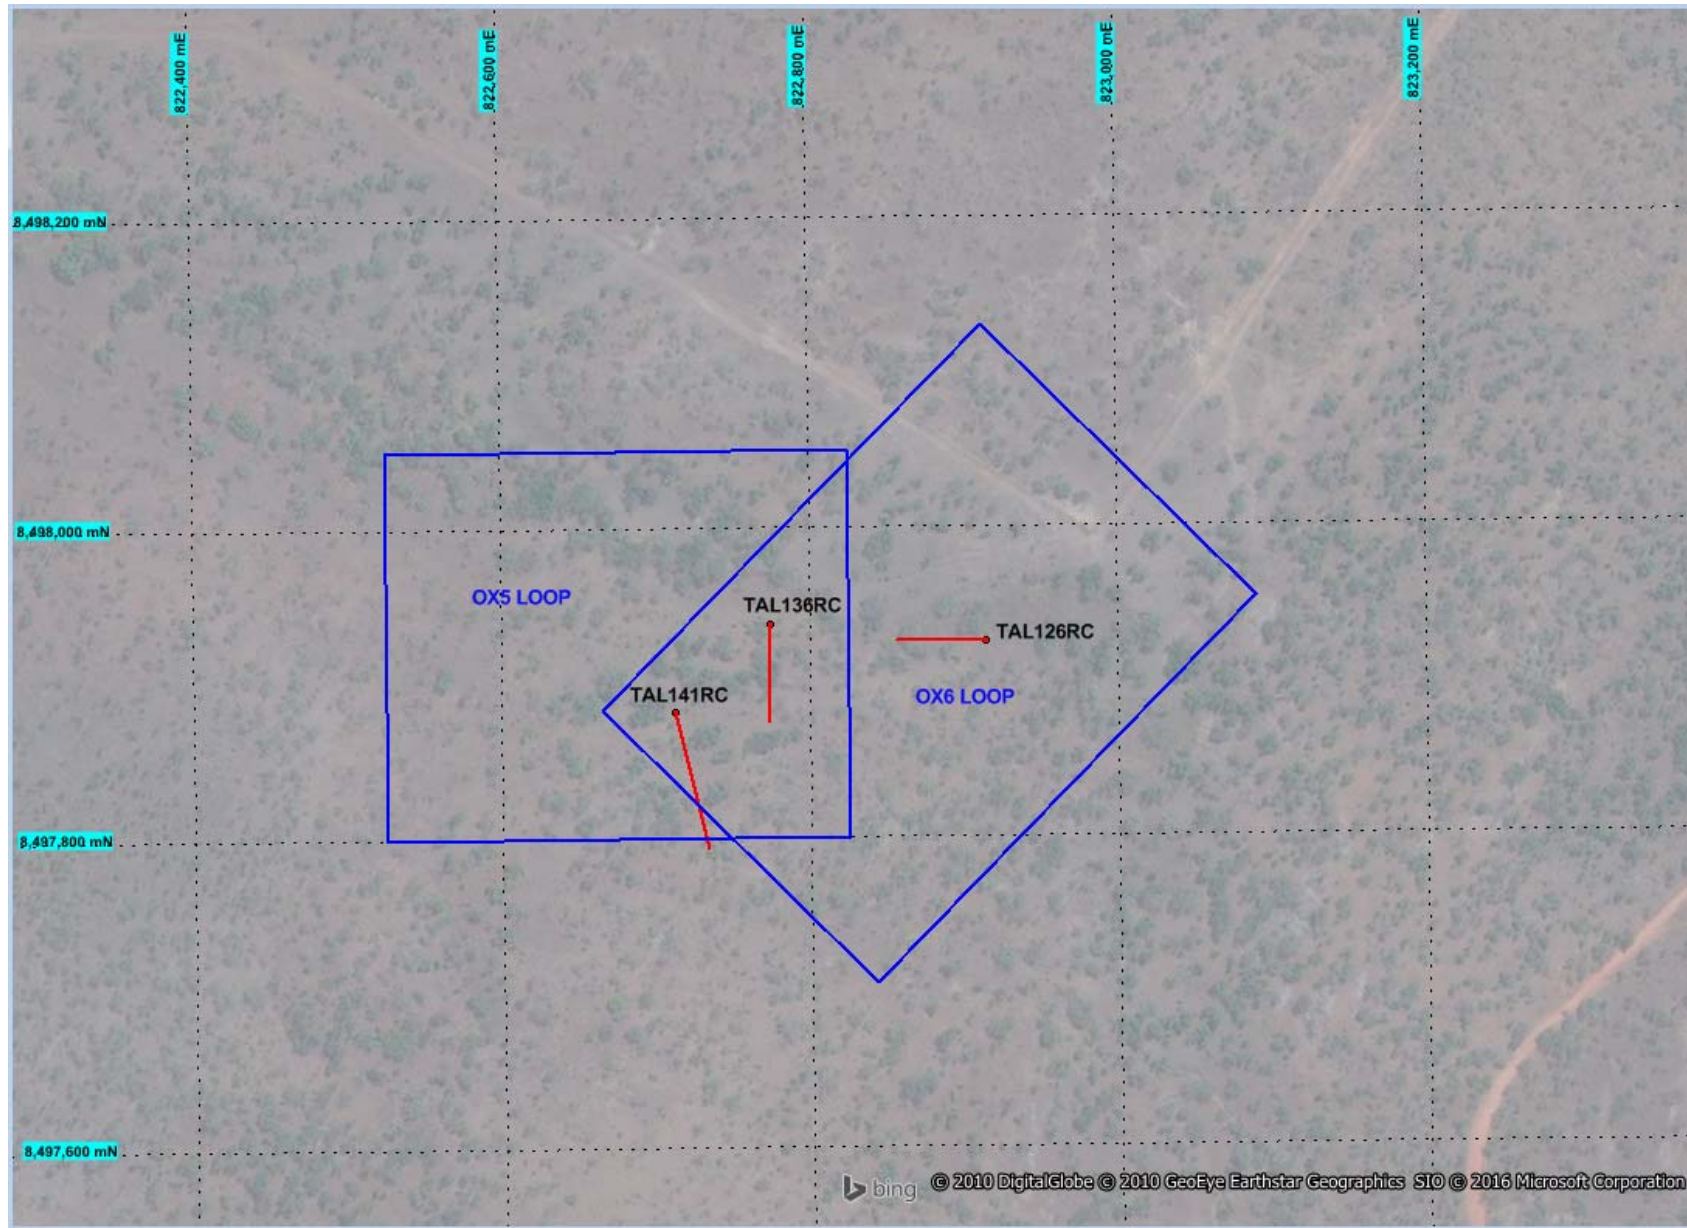 822,400 mE
822,600 mE
822,800 mE
823,000 mE
823,200 mE
8,498,200 mN
8,498,000 mN
OX5 LOOP
TAL136RC
TAL126RC
TAL141RC
OX6 LOOP
8,497,800 mN
8,497,600 mN
bing
© 2010 DigitalGlobe © 2010 GeoEye Earthstar Geographics SIO © 2016 Microsoft Corporation